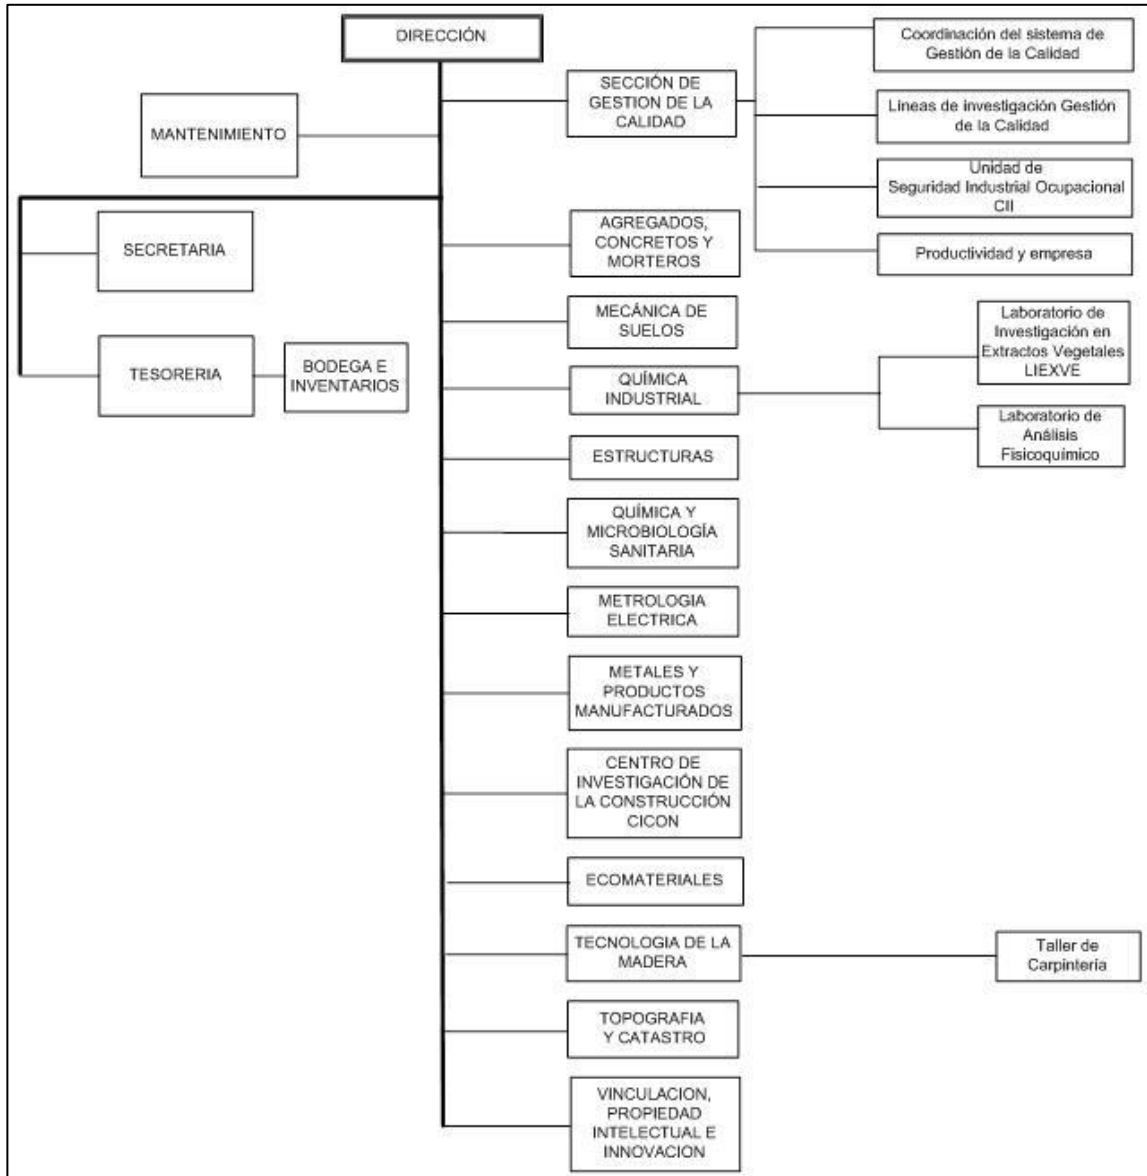 DIRECCIÓN
MANTENIMIENTO
SECRETARIA
TESORERIA
BODEGA E
INVENTARIOS
SECCIÓN DE
GESTION DE LA
CALIDAD
Coordinación del sistema de
Gestión de la Calidad
Líneas de investigación Gestión
de la Calidad
Unidad de
Seguridad Industrial Ocupacional
CII
Productividad y empresa
AGREGADOS,
CONCRETOS Y
MORTEROS
MECÁNICA DE
SUELOS
QUÍMICA
INDUSTRIAL
Laboratorio de
Investigación en
Extractos Vegetales
LIEXVE
Laboratorio de
Análisis
Fisicoquímico
ESTRUCTURAS
QUÍMICA Y
MICROBIOLOGÍA
SANITARIA
METROLOGIA
ELECTRICA
METALES Y
PRODUCTOS
MANUFACTURADOS
CENTRO DE
INVESTIGACIÓN DE
LA CONSTRUCCIÓN
CICON
ECOMATERIALES
TECNOLOGIA DE LA
MADERA
Taller de
Carpintería
TOPOGRAFIA
Y CATASTRO
VINCULACION,
PROPIEDAD
INTELECTUAL E
INNOVACION